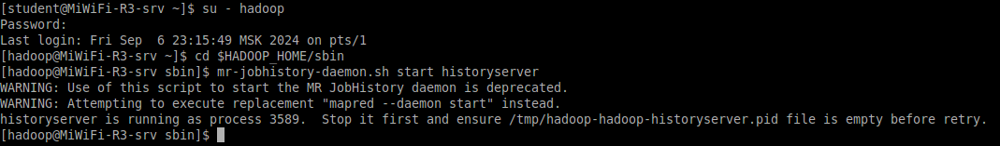 [student@MiWiFi-R3-srv ~]$ su - hadoop
Password:
Last login: Fri Sep  6 23:15:49 MSK 2024 on pts/1
[hadoop@MiWiFi-R3-srv ~]$ cd $HADOOP_HOME/sbin
[hadoop@MiWiFi-R3-srv sbin]$ mr-jobhistory-daemon.sh start historyserver
WARNING: Use of this script to start the MR JobHistory daemon is deprecated.
WARNING: Attempting to execute replacement "mapred --daemon start" instead.
historyserver is running as process 3589.  Stop it first and ensure /tmp/hadoop-hadoop-historyserver.pid file is empty before retry.
[hadoop@MiWiFi-R3-srv sbin]$